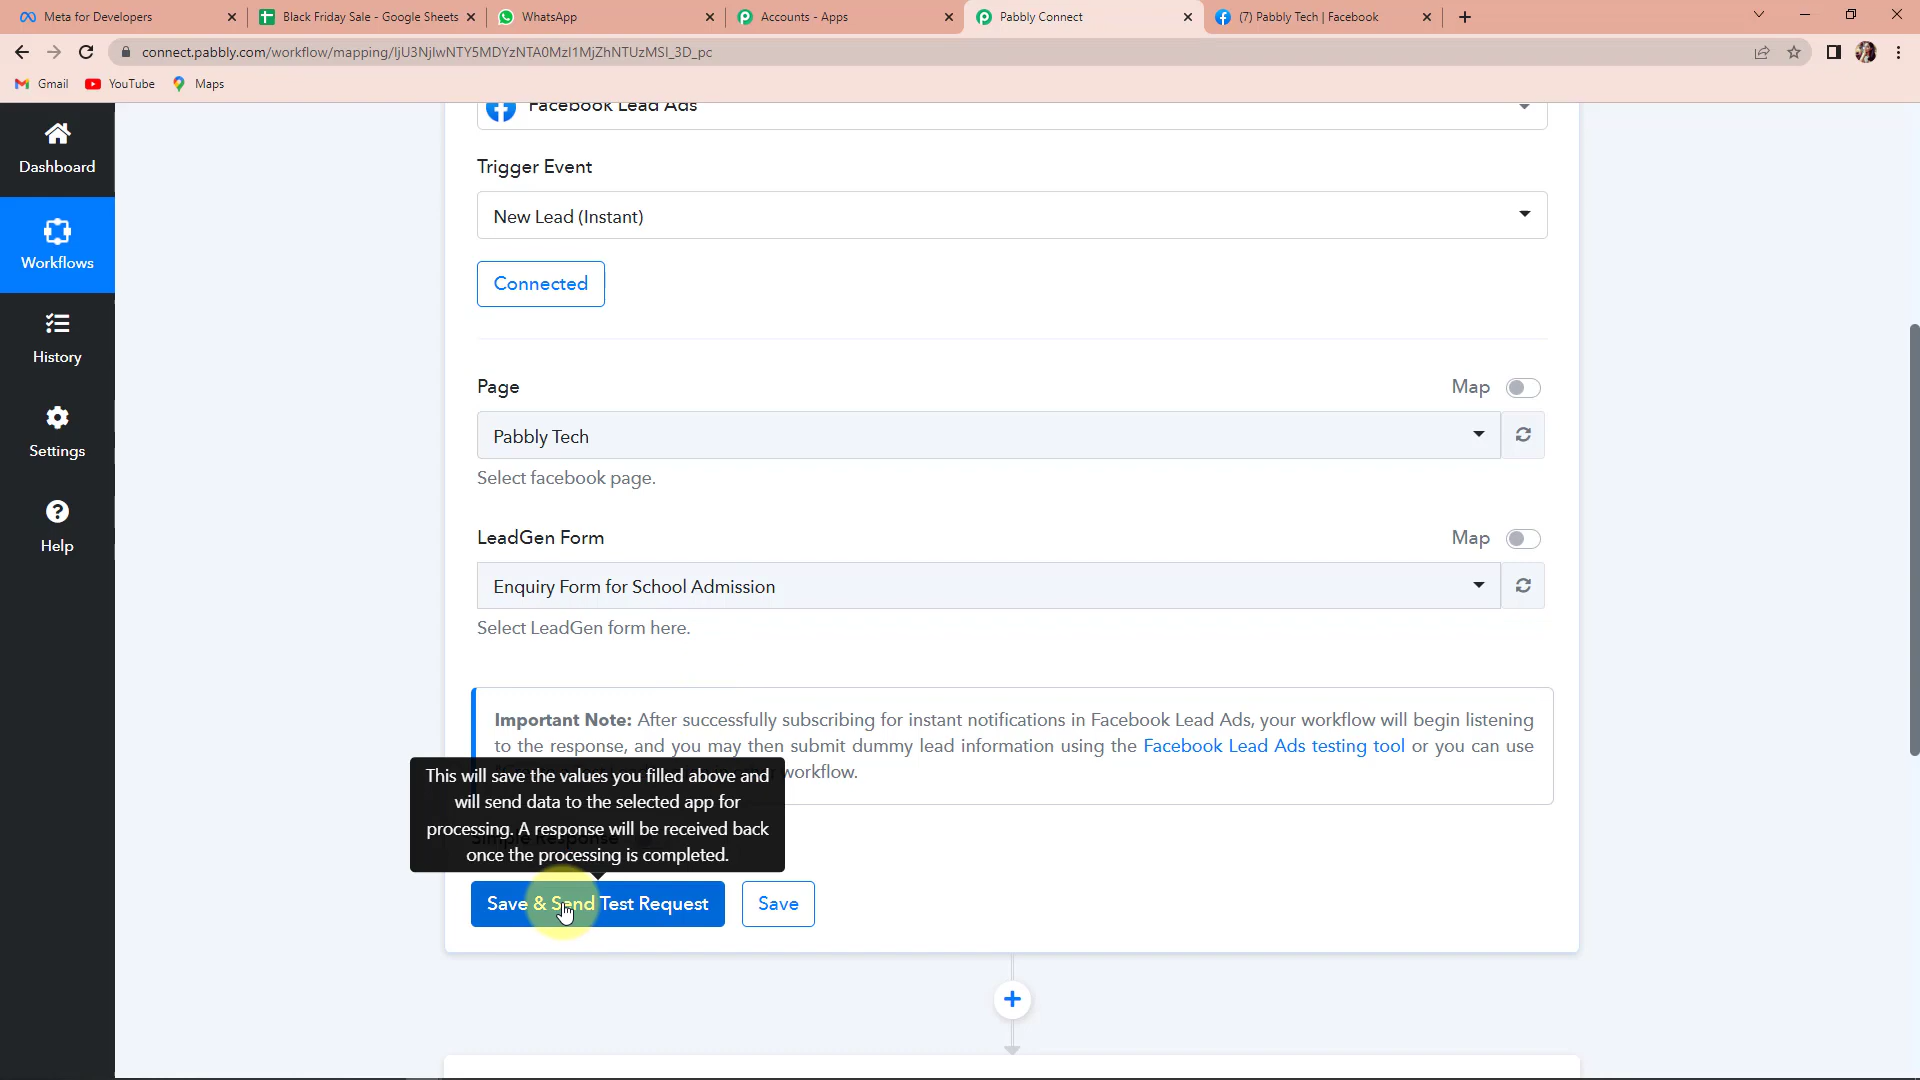 Meta for Developers
Black Friday Sale - Google Sheets
WhatsApp
Accounts - Apps
Pabbly Connect
(7) Pabbly Tech | Facebook
connect.pabbly.com/workflow/mapping/IjU3NjIwNTY5MDYzNTA0MzI1MjZhNTUzMSI_3D_pc
Gmail
YouTube
Maps
Dashboard
Workflows
History
Settings
Help
Facebook Lead Ads
Trigger Event
New Lead (Instant)
Connected
Page
Map
Pabbly Tech
Select facebook page.
LeadGen Form
Map
Enquiry Form for School Admission
Select LeadGen form here.
Important Note: After successfully subscribing for instant notifications in Facebook Lead Ads, your workflow will begin listening
to the response, and you may then submit dummy lead information using the Facebook Lead Ads testing tool or you can use
workflow.
This will save the values you filled above and
will send data to the selected app for
processing. A response will be received back
once the processing is completed.
Save & Send Test Request
Save